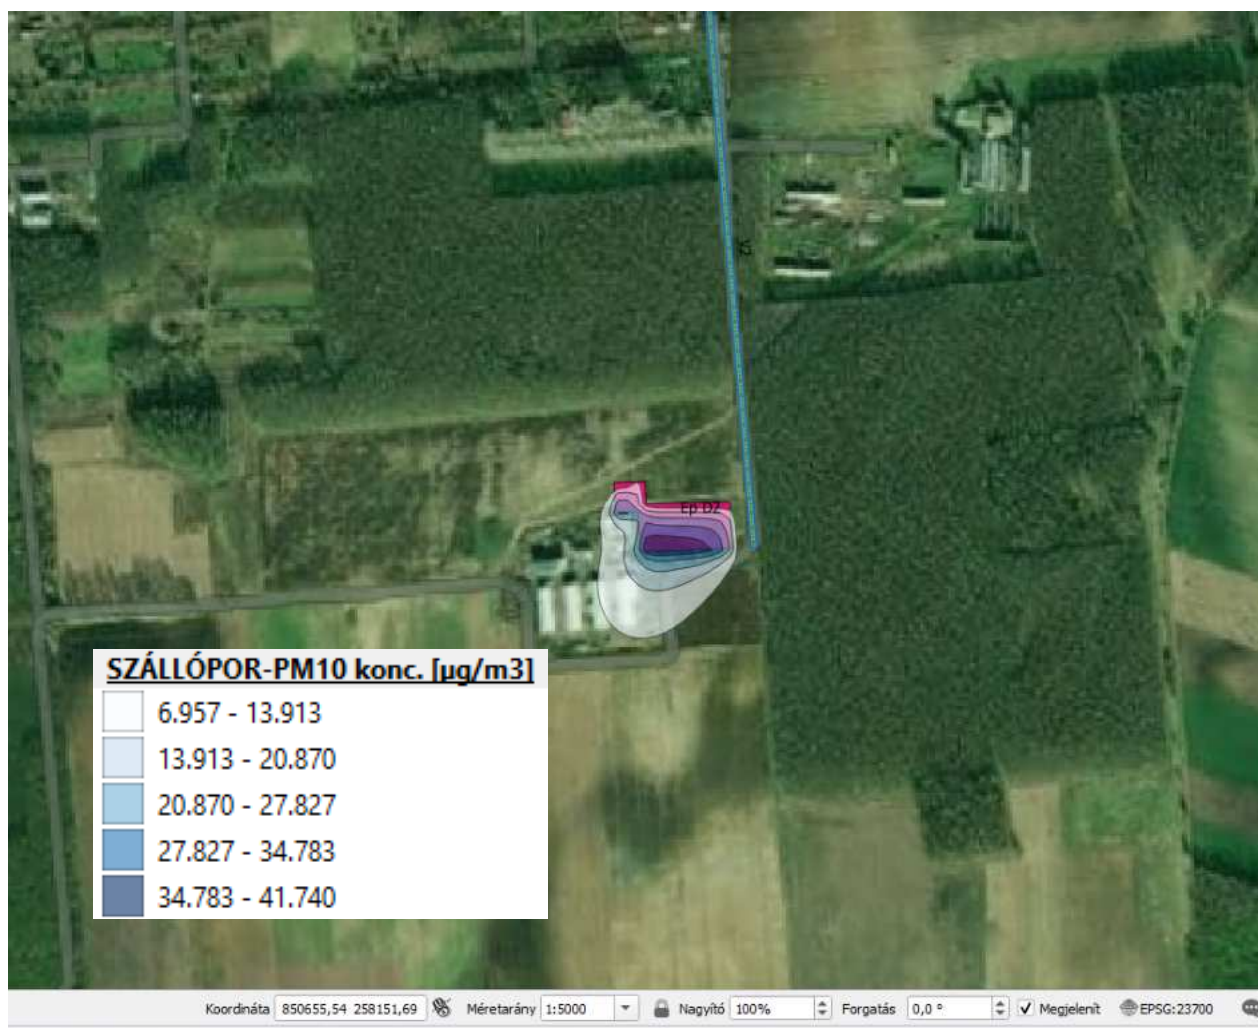 Ép DZ
SZÁLLÓPOR-PM10 konc. [µg/m3]
6.957 - 13.913
13.913 - 20.870
20.870 - 27.827
27.827 - 34.783
34.783 - 41.740
Koordináta 850655,54 258151,69 Méretarány 1:5000 Nagyító 100% Forgatás 0,0 ° Megjelenít EPSG:23700